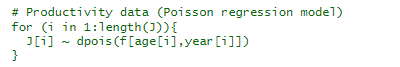 # Productivity data (Poisson regression model)
for (i in 1:length(J)){
J[i] ~ dpois(f[age[i],year[i]])
}